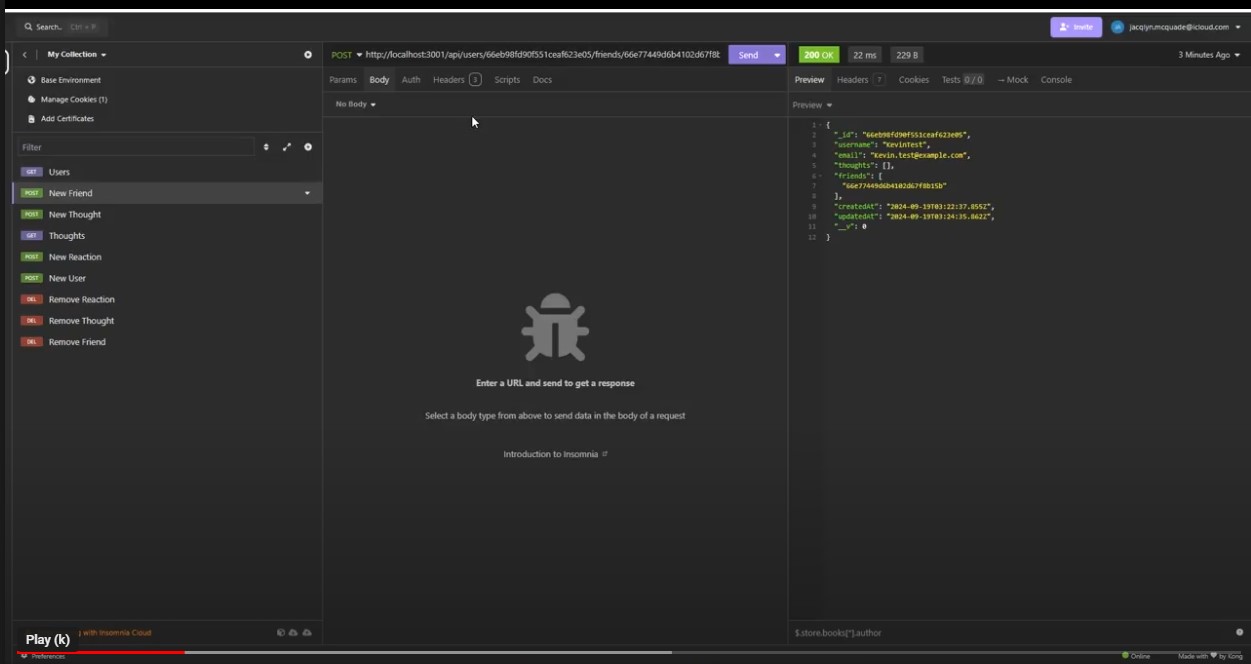 Search.. Ctrl + P
Invite
jacqlyn.mcquade@icloud.com
My Collection
POST http://localhost:3001/api/users/66eb98fd90f551ceaf623e05/friends/66e77449d6b4102d67f8b
Send
200 OK 22 ms 229 B
3 Minutes Ago
Base Environment
Manage Cookies (1)
Add Certificates
Params Body Auth Headers 3 Scripts Docs
Preview Headers 7 Cookies Tests 0 / 0 → Mock Console
No Body
Preview
Filter
GET Users
POST New Friend
POST New Thought
GET Thoughts
POST New Reaction
POST New User
DEL Remove Reaction
DEL Remove Thought
DEL Remove Friend
1 {
2 "_id": "66eb98fd90f551ceaf623e05",
3 "username": "KevinTest",
4 "email": "Kevin.test@example.com",
5 "thoughts": [],
6 "friends": [
7 "66e77449d6b4102d67f8b15b"
8 ],
9 "createdAt": "2024-09-19T03:22:37.855Z",
10 "updatedAt": "2024-09-19T03:24:35.862Z",
11 "__v": 0
12 }
Enter a URL and send to get a response
Select a body type from above to send data in the body of a request
Introduction to Insomnia
with Insomnia Cloud
Play (k)
$.store.books[*].author
Preferences
Online
Made with ♥ by Kong